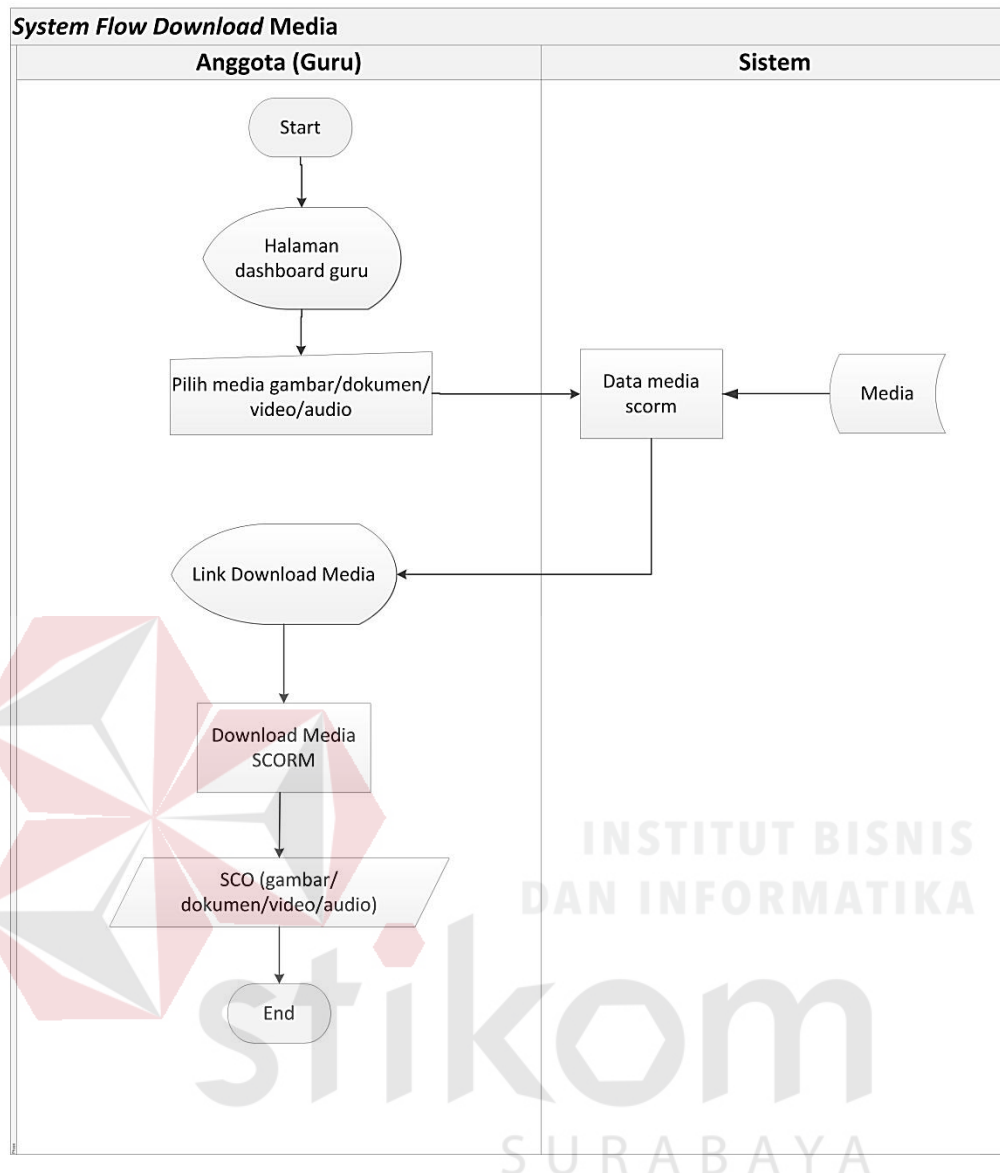 System Flow Download Media
Anggota (Guru)
Sistem
Start
Halaman
dashboard guru
Pilih media gambar/dokumen/
video/audio
Data media
scorm
Media
Link Download Media
Download Media
SCORM
SCO (gambar/
dokumen/video/audio)
End
INSTITUT BISNIS
DAN INFORMATIKA
stikom
SURABAYA